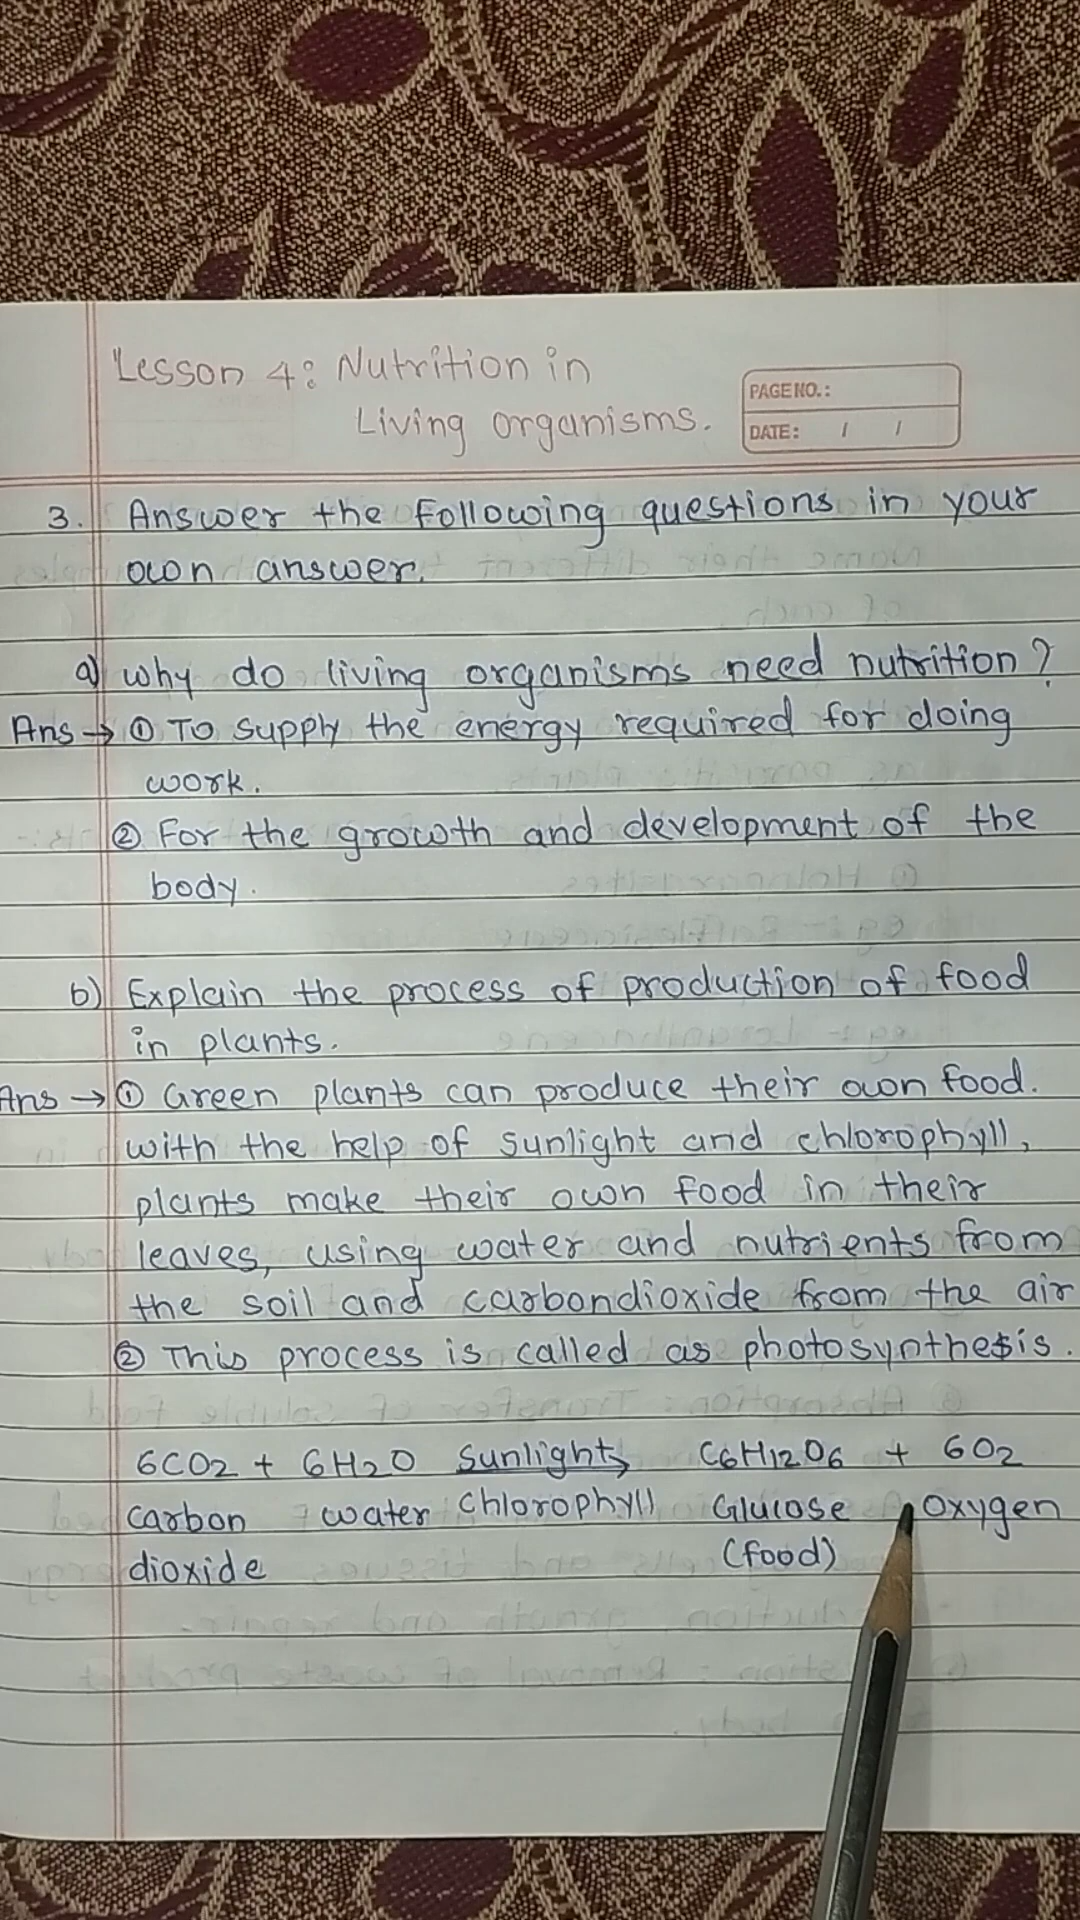 Lesson 4: Nutrition in
Living organisms.
PAGE NO.:
DATE: / /
3. Answer the following questions in your
own answer.
a) why do living organisms need nutrition?
Ans → ① To supply the energy required for doing
work.
② For the growth and development of the
body.
b) Explain the process of production of food
in plants.
Ans → ① Green plants can produce their own food.
with the help of sunlight and chlorophyll,
plants make their own food in their
leaves, using water and nutrients from
the soil and carbondioxide from the air
② This process is called as photosynthesis.
6CO2 + 6H2O Sunlight→ C6H12O6 + 6O2
carbon water Chlorophyll Glucose Oxygen
dioxide (food)